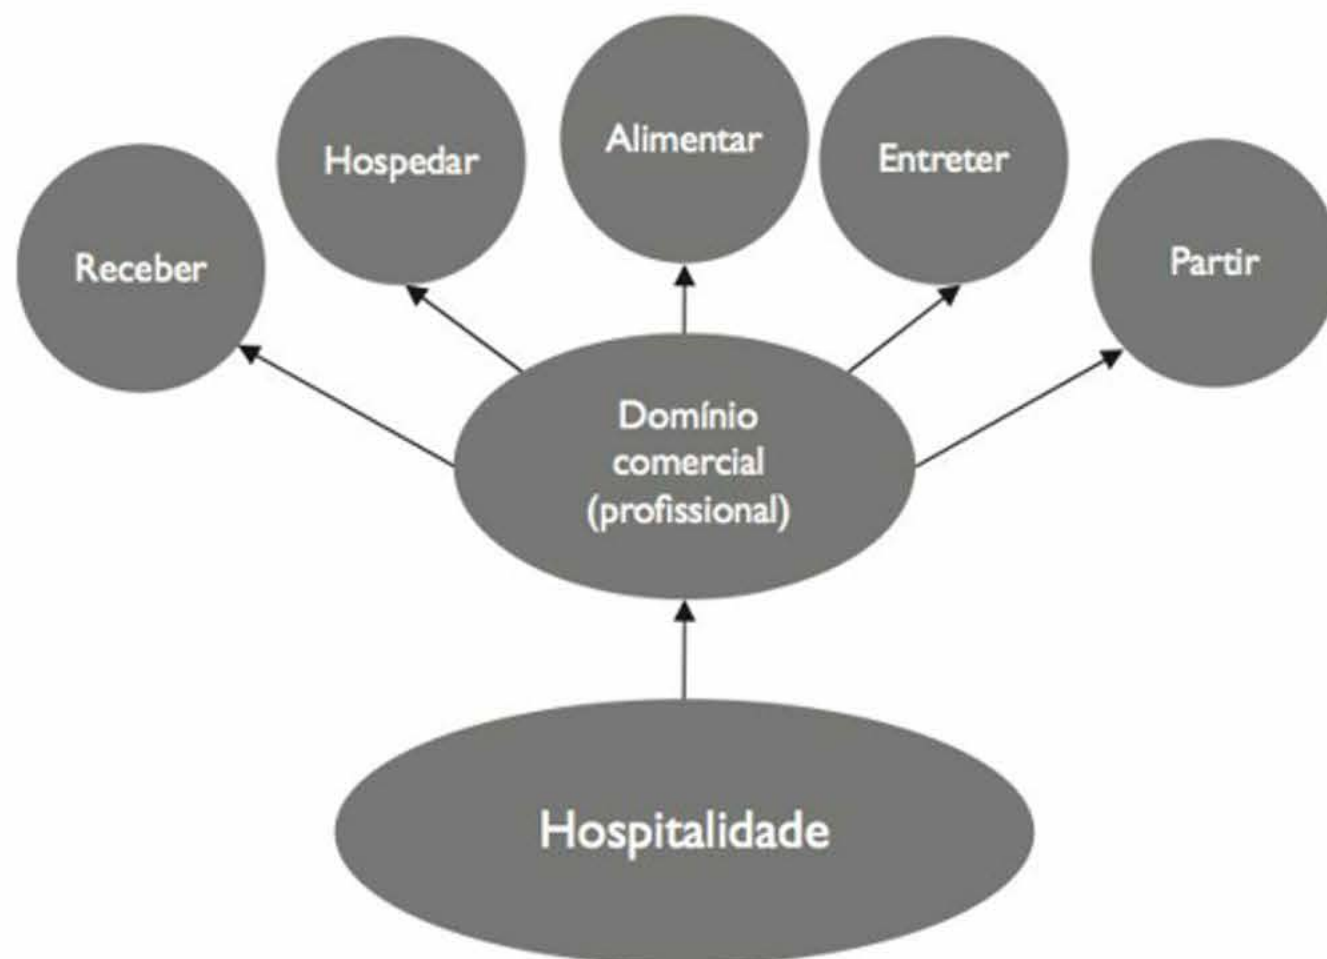 Receber
Hospedar
Alimentar
Entreter
Partir
Domínio
comercial
(profissional)
Hospitalidade